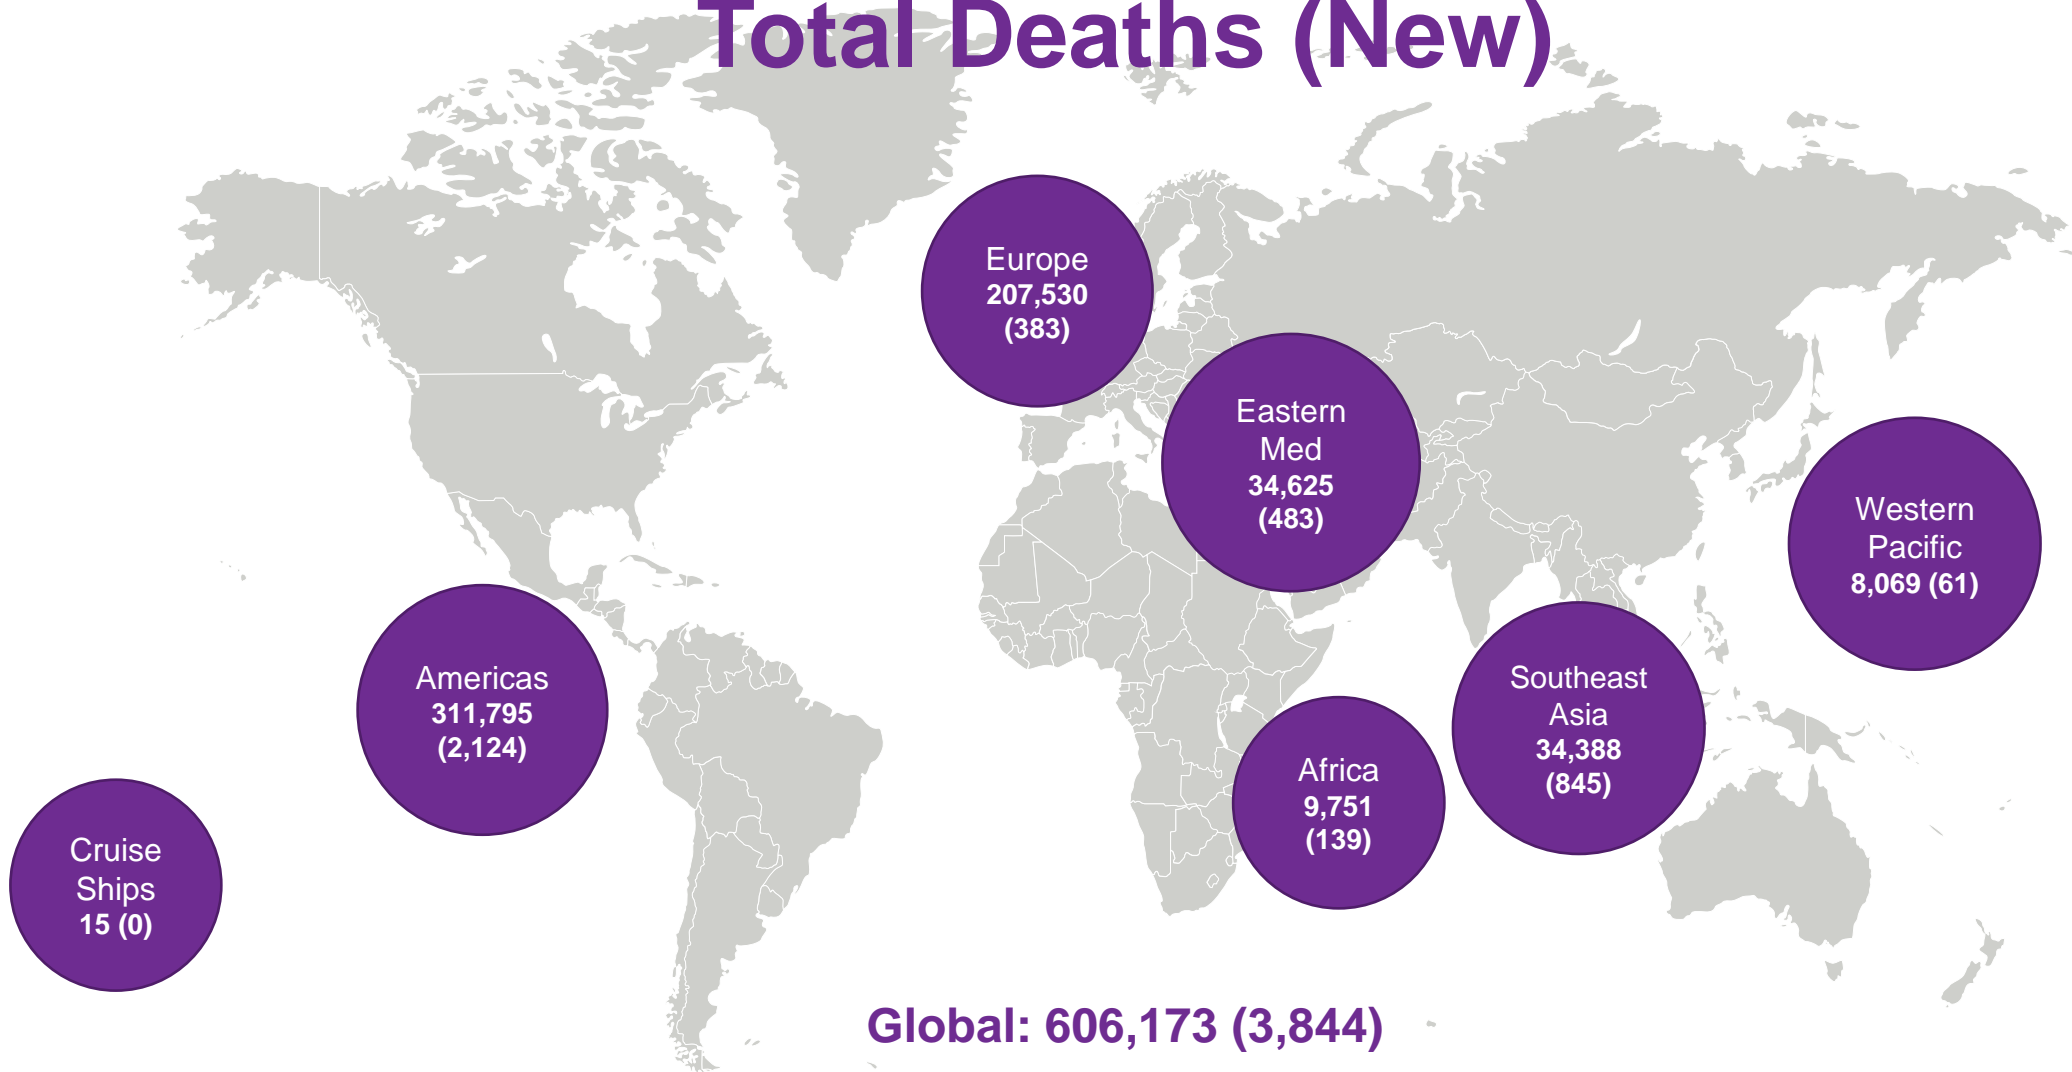 Total Deaths (New)
Europe
207,530
(383)
Eastern
Med
34,625
(483)
Western
Pacific
8,069 (61)
Americas
311,795
(2,124)
Southeast
Asia
34,388
(845)
Africa
9,751
(139)
Cruise
Ships
15 (0)
Global: 606,173 (3,844)